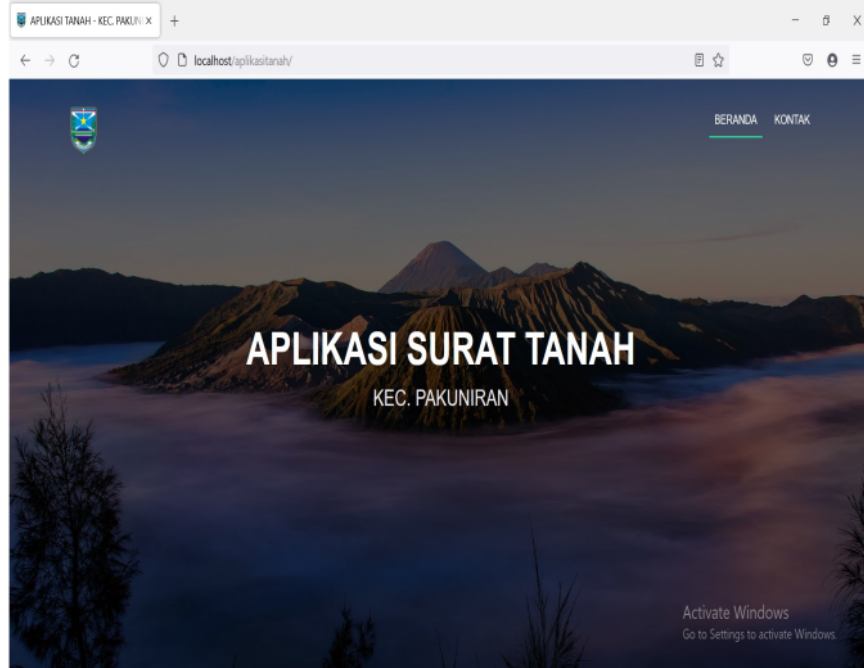 APLIKASI TANAH - KEC. PAKUNI
localhost/aplikasitanah/
BERANDA KONTAK
APLIKASI SURAT TANAH
KEC. PAKUNIRAN
Activate Windows
Go to Settings to activate Windows.